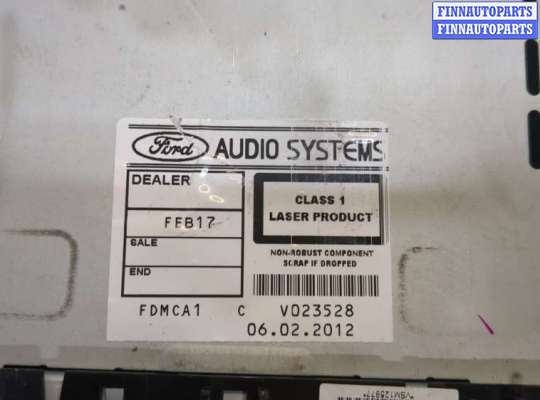 FINNAUTOPARTS
FINNAUTOPARTS
Ford AUDIO SYSTEMS
DEALER
FEB17
SALE
END
CLASS 1
LASER PRODUCT
NON-ROBUST COMPONENT
SCRAP IF DROPPED
FDMCA1 C V023528
06.02.2012